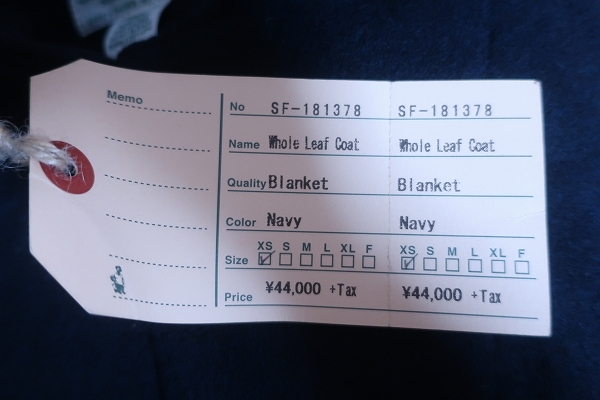 Memo
No SF-181378 SF-181378
Name Whole Leaf Coat Whole Leaf Coat
Quality Blanket Blanket
Color Navy Navy
XS S M L XL F XS S M L XL F
Size ☑ ☐ ☐ ☐ ☐ ☐ ☑ ☐ ☐ ☐ ☐ ☐
Price ¥44,000 +Tax ¥44,000 +Tax